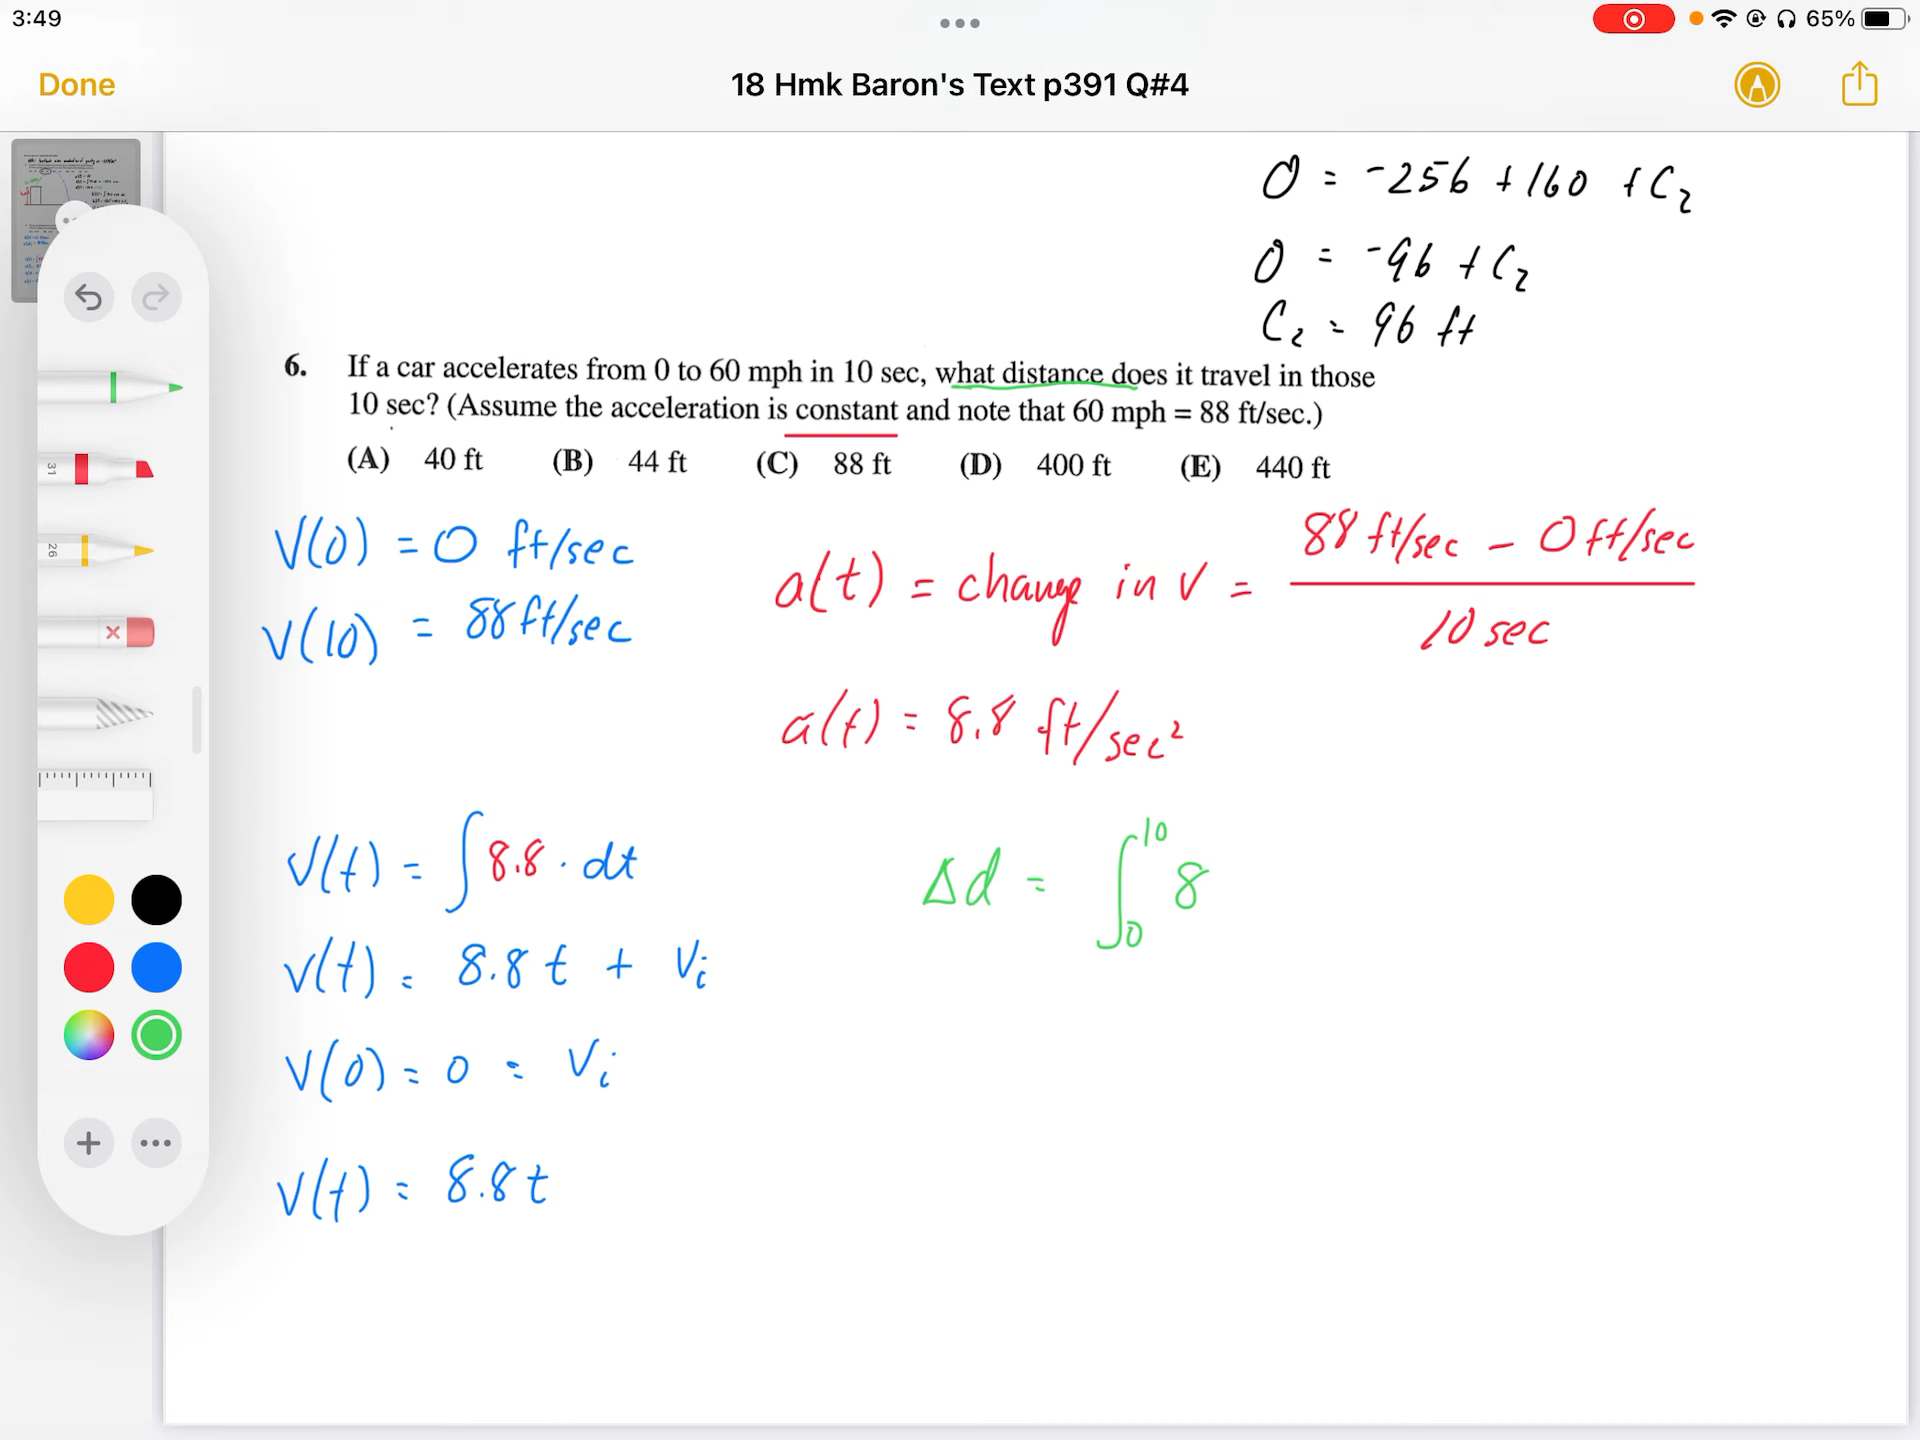 3:49
65%
Done
18 Hmk Baron's Text p391 Q#4
0 = -256 + 160 + C₂
0 = -96 + C₂
C₂ = 96 ft
6. If a car accelerates from 0 to 60 mph in 10 sec, what distance does it travel in those
10 sec? (Assume the acceleration is constant and note that 60 mph = 88 ft/sec.)
(A) 40 ft (B) 44 ft (C) 88 ft (D) 400 ft (E) 440 ft
V(0) = 0 ft/sec
V(10) = 88 ft/sec
a(t) = change in V = (88 ft/sec - 0 ft/sec) / 10 sec
a(t) = 8.8 ft/sec²
V(t) = ∫ 8.8 · dt
Δd = ∫₀¹⁰ 8
V(t) = 8.8 t + Vᵢ
V(0) = 0 = Vᵢ
V(t) = 8.8 t
31
26